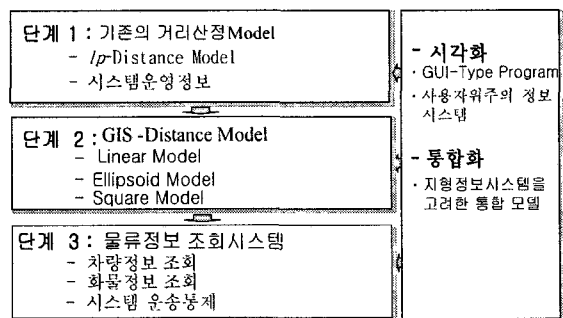 단계 1 : 기존의 거리산정Model
- lp-Distance Model
- 시스템운영정보
단계 2 : GIS -Distance Model
- Linear Model
- Ellipsoid Model
- Square Model
단계 3 : 물류정보 조회시스템
- 차량정보 조회
- 화물정보 조회
- 시스템 운송통제
- 시각화
· GUI-Type Program
· 사용자위주의 정보
시스템
- 통합화
· 지형정보시스템을
고려한 통합 모델